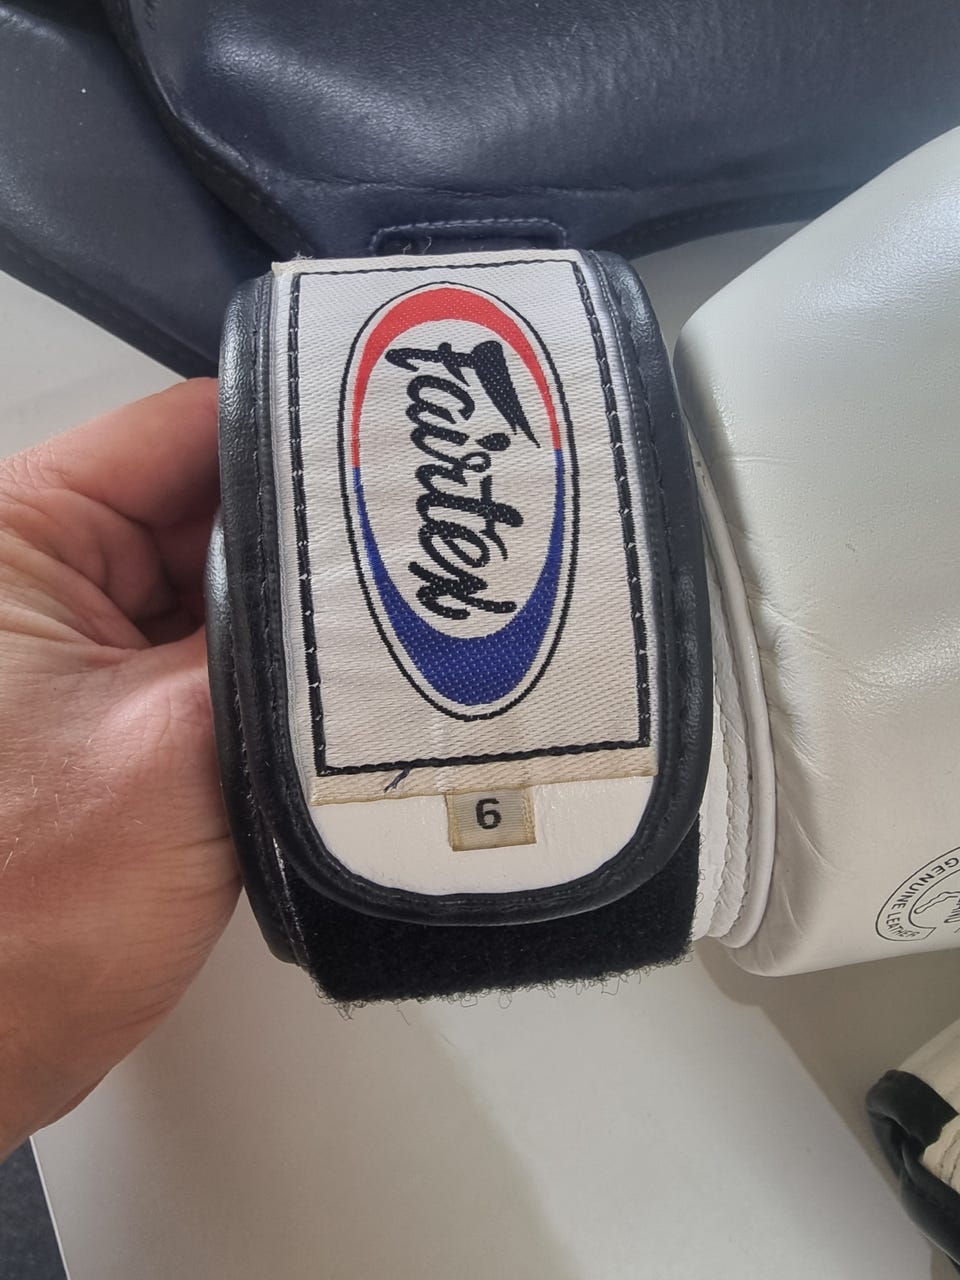 Fairtex
6
GENUINE LEATHER